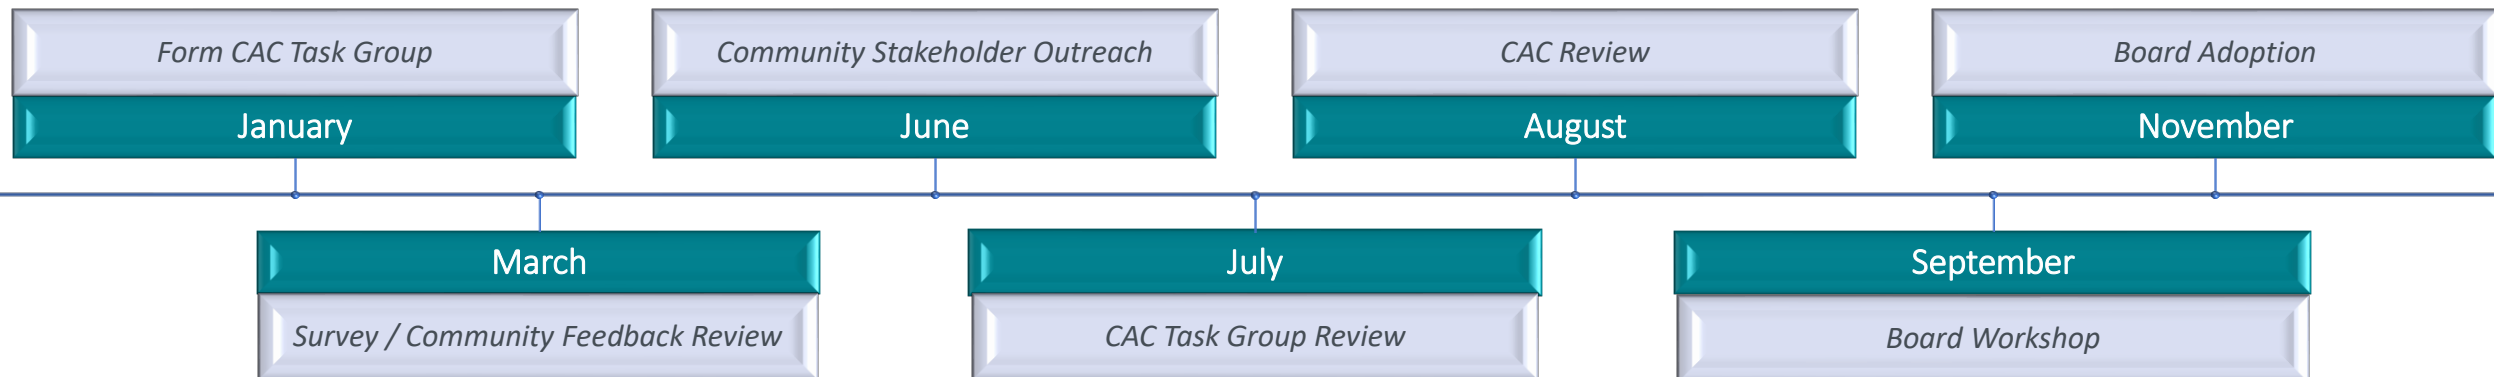 Form CAC Task Group
January
Community Stakeholder Outreach
June
CAC Review
August
Board Adoption
November
March
Survey / Community Feedback Review
July
CAC Task Group Review
September
Board Workshop